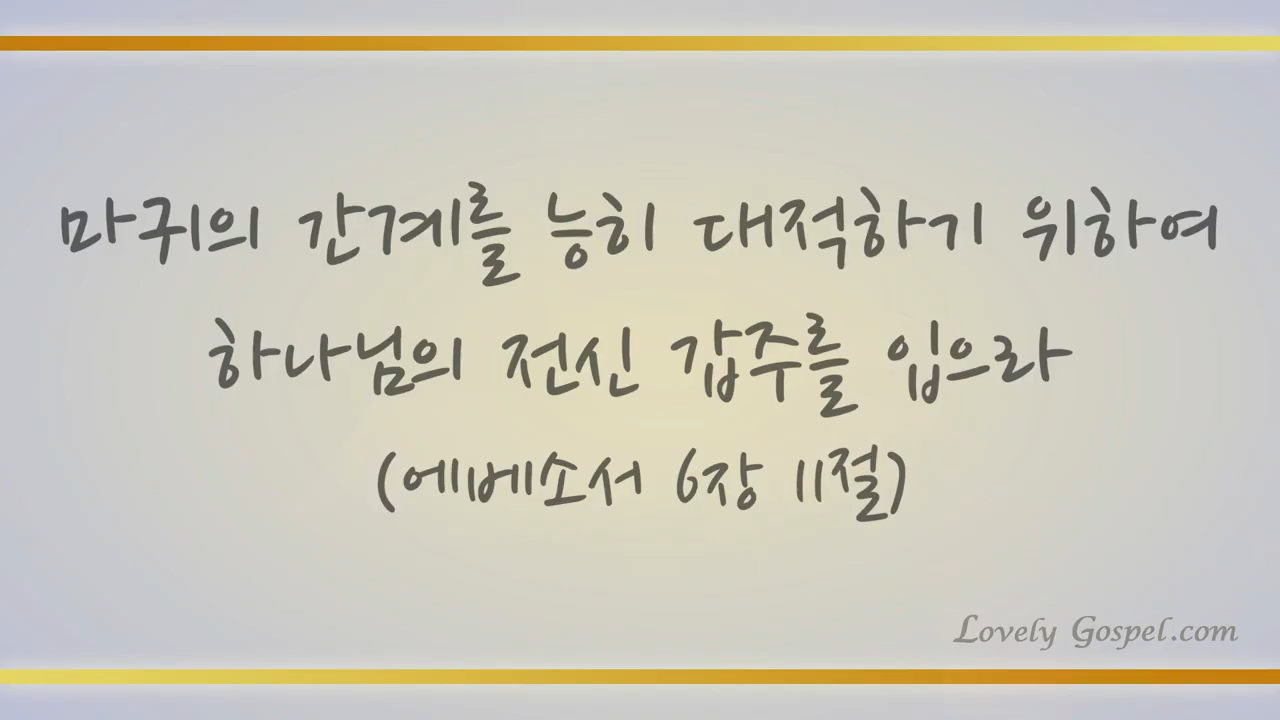 마귀의 간계를 능히 대적하기 위하여
하나님의 전신 갑주를 입으라
(에베소서 6장 11절)
Lovely Gospel.com